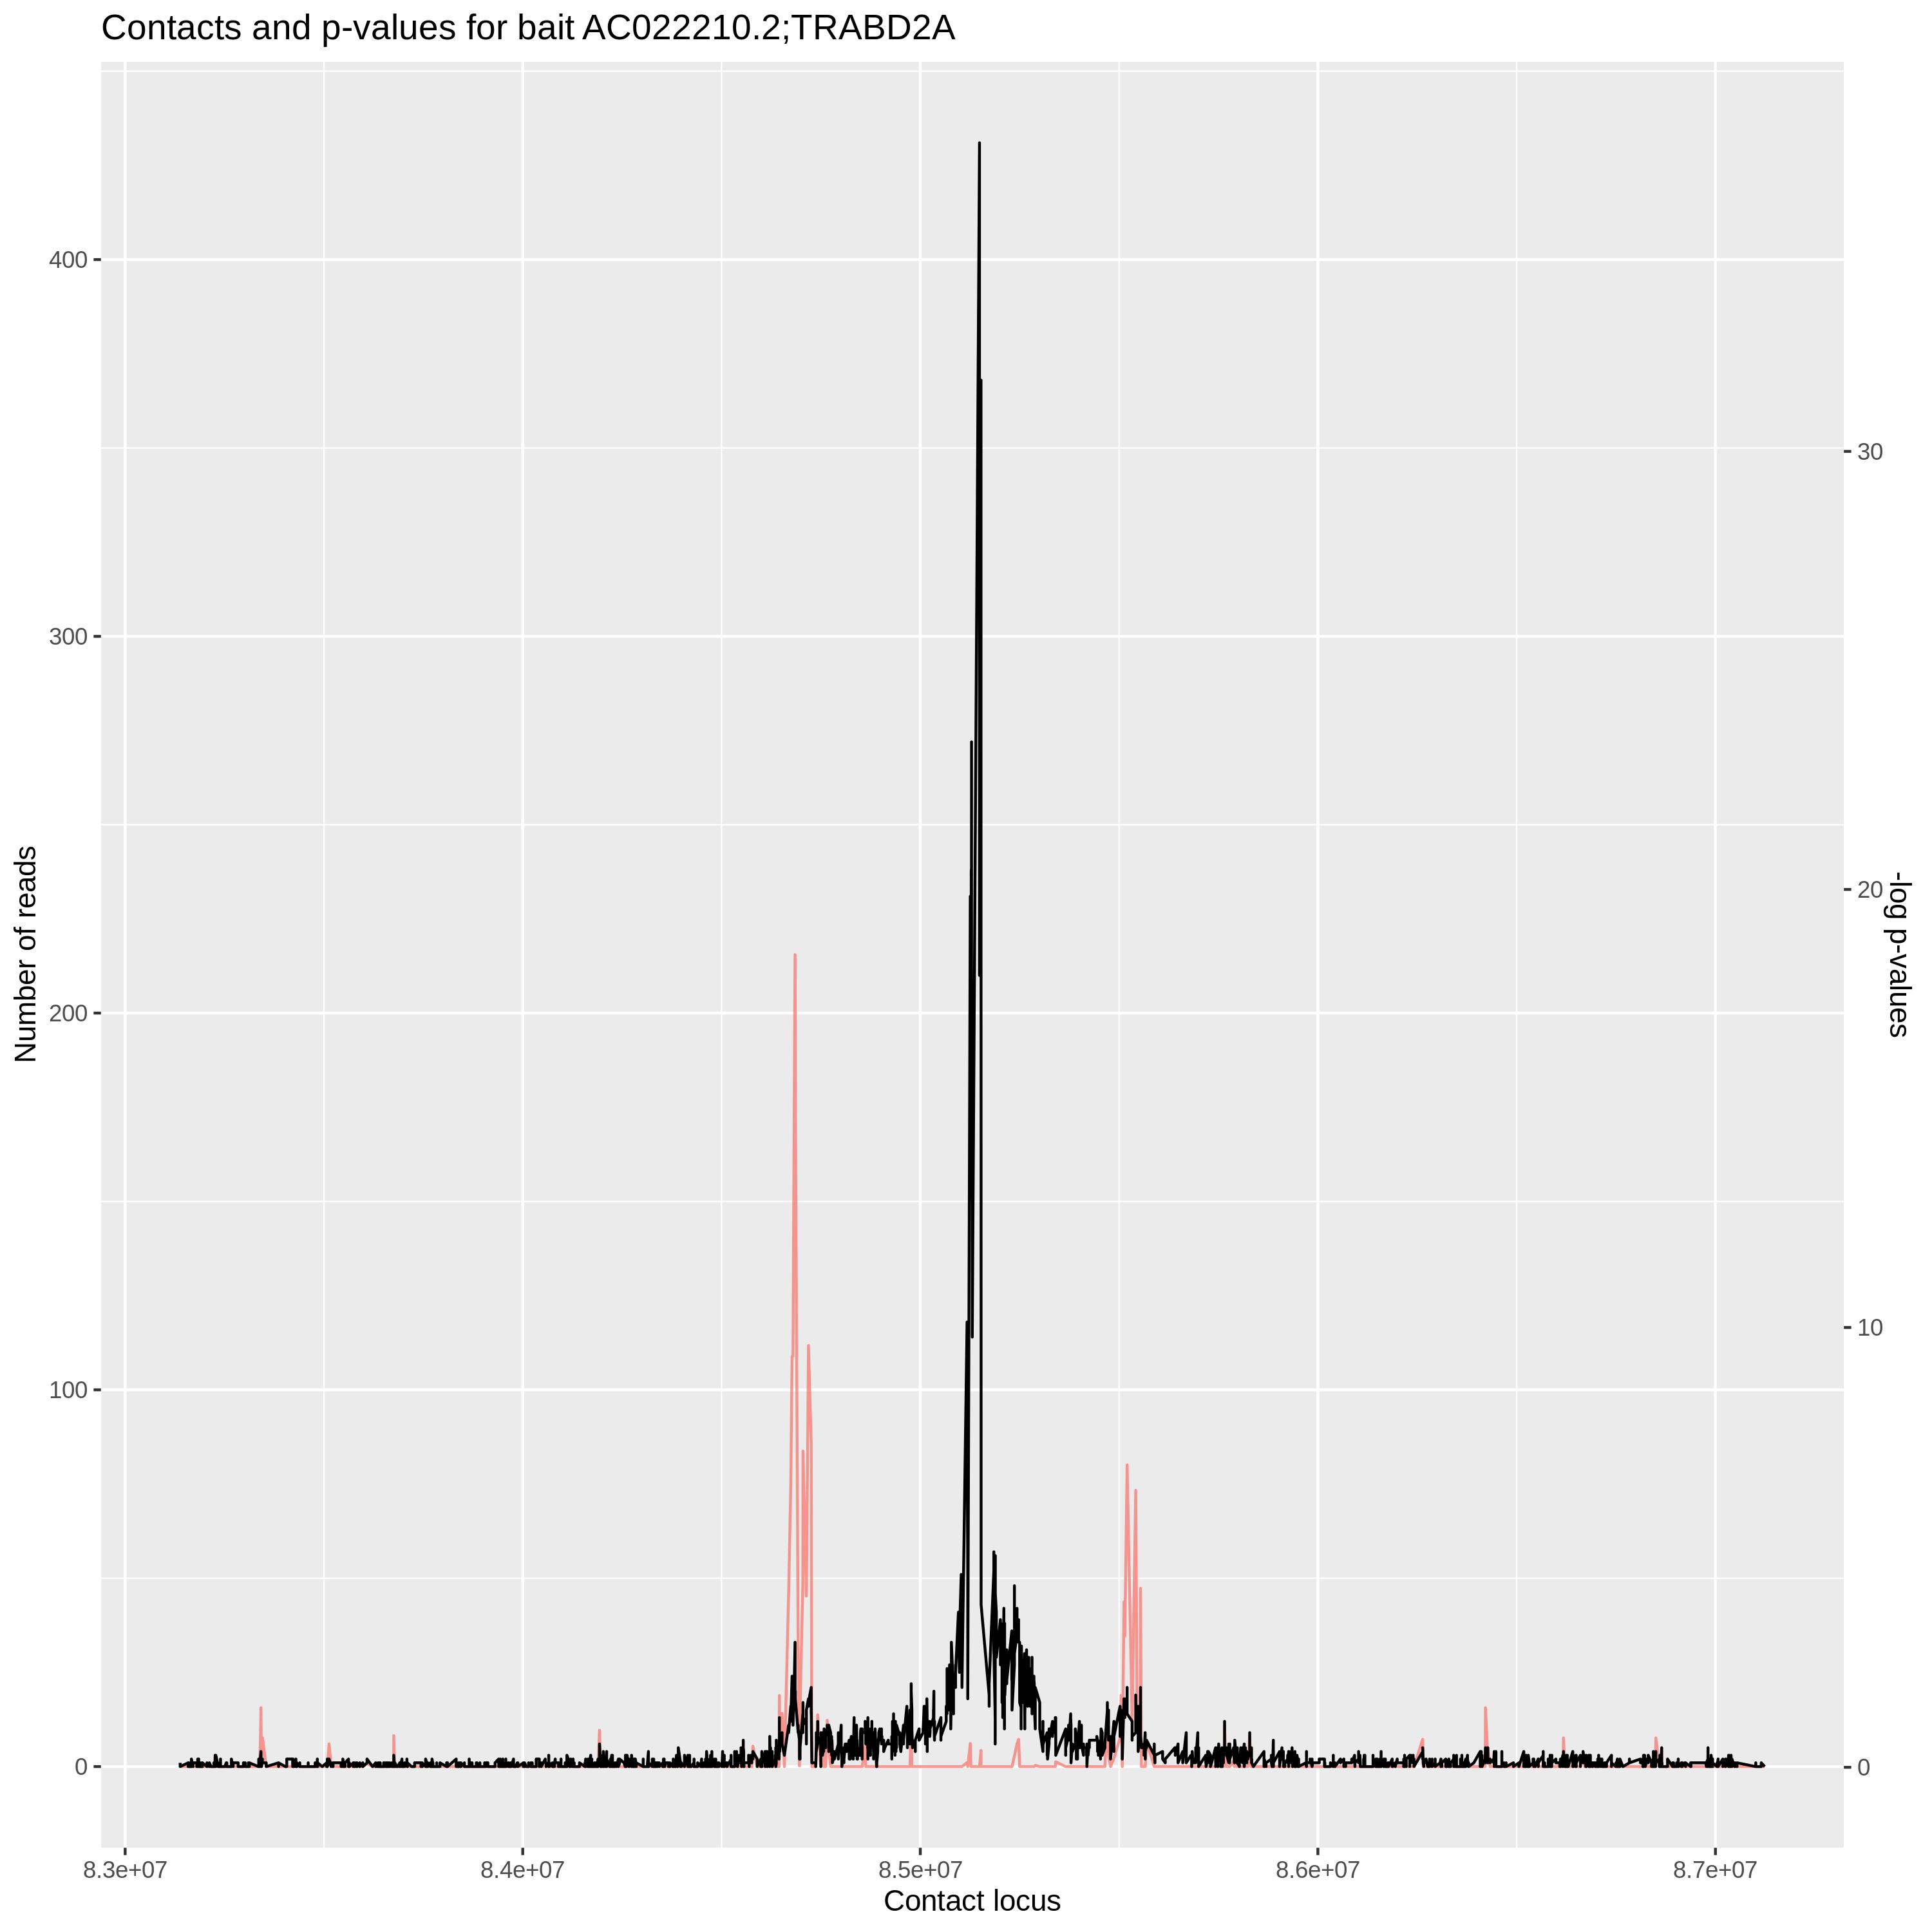 Contacts and p-values for bait AC022210.2;TRABD2A
400
300
200
100
0
Number of reads
30
20
10
0
-log p-values
8.3e+07
8.4e+07
8.5e+07
8.6e+07
8.7e+07
Contact locus